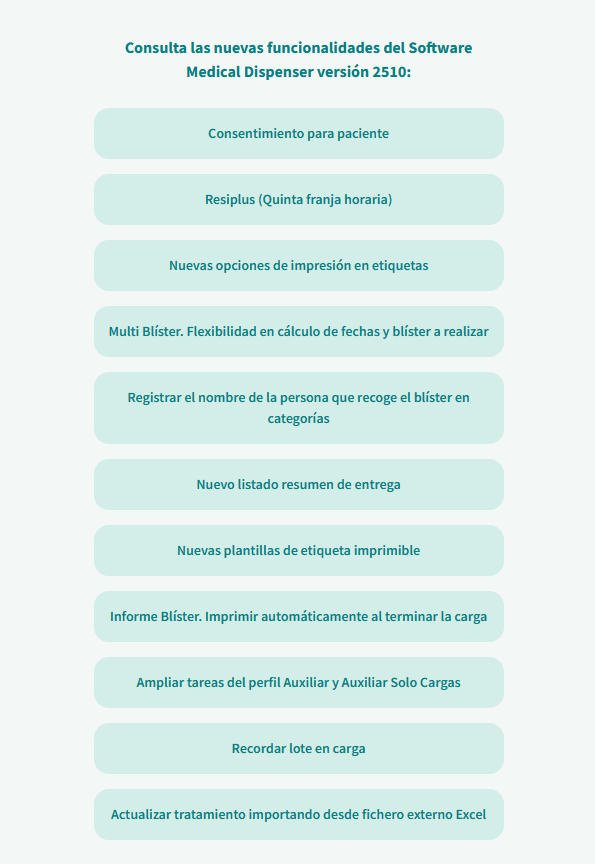 Consulta las nuevas funcionalidades del Software
Medical Dispenser versión 2510:
Consentimiento para paciente
Resiplus (Quinta franja horaria)
Nuevas opciones de impresión en etiquetas
Multi Blíster. Flexibilidad en cálculo de fechas y blíster a realizar
Registrar el nombre de la persona que recoge el blíster en
categorías
Nuevo listado resumen de entrega
Nuevas plantillas de etiqueta imprimible
Informe Blíster. Imprimir automáticamente al terminar la carga
Ampliar tareas del perfil Auxiliar y Auxiliar Solo Cargas
Recordar lote en carga
Actualizar tratamiento importando desde fichero externo Excel